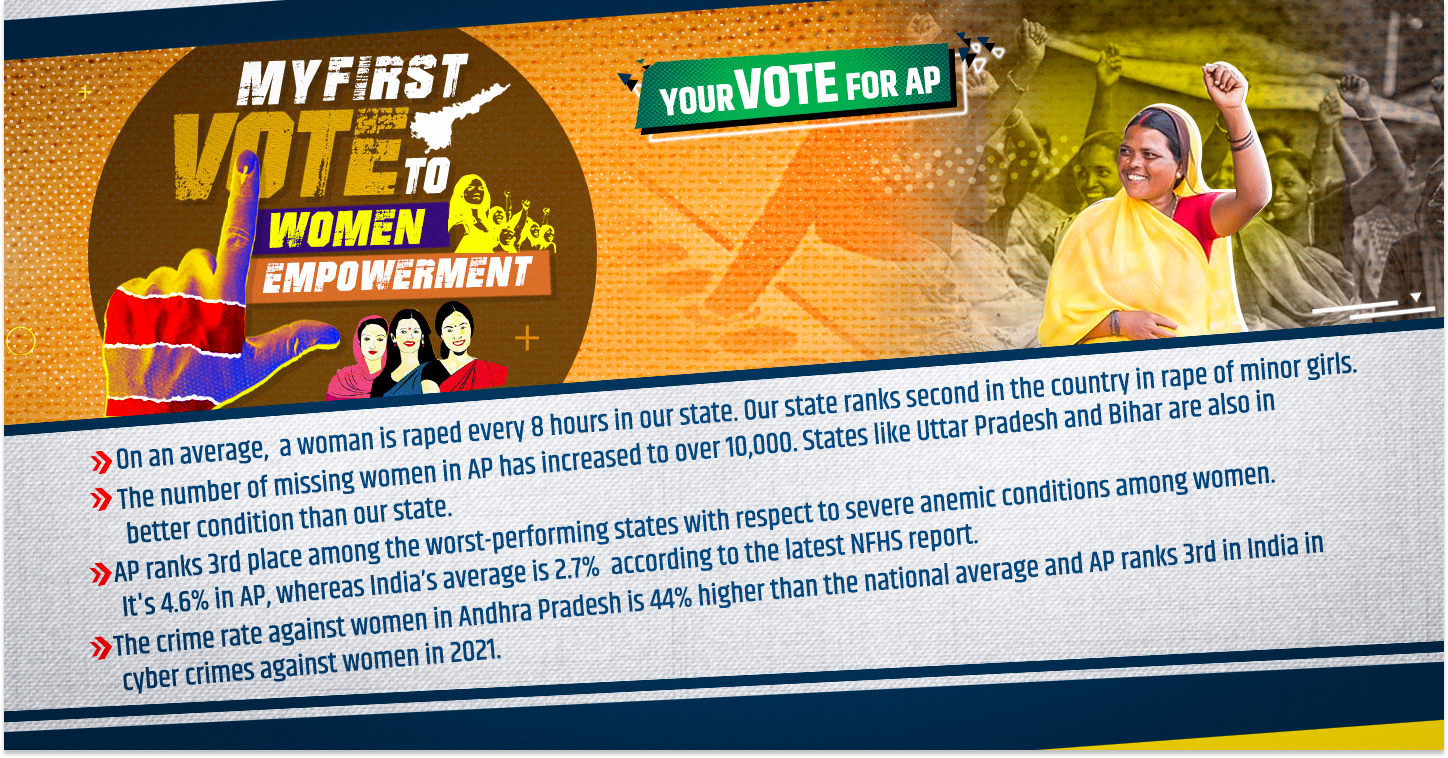 MY FIRST
VOTE
TO
WOMEN
EMPOWERMENT
YOUR VOTE FOR AP
On an average,  a woman is raped every 8 hours in our state. Our state ranks second in the country in rape of minor girls.
The number of missing women in AP has increased to over 10,000. States like Uttar Pradesh and Bihar are also in
better condition than our state.
AP ranks 3rd place among the worst-performing states with respect to severe anemic conditions among women.
It's 4.6% in AP, whereas India's average is 2.7%  according to the latest NFHS report.
The crime rate against women in Andhra Pradesh is 44% higher than the national average and AP ranks 3rd in India in
cyber crimes against women in 2021.